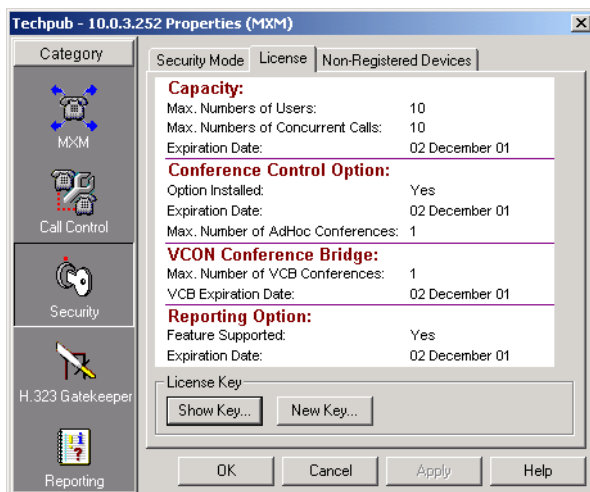 Techpub - 10.0.3.252 Properties (MXM)
Category
MXM
Call Control
Security
H.323 Gatekeeper
Reporting
Security Mode License Non-Registered Devices
Capacity:
Max. Numbers of Users: 10
Max. Numbers of Concurrent Calls: 10
Expiration Date: 02 December 01
Conference Control Option:
Option Installed: Yes
Expiration Date: 02 December 01
Max. Number of AdHoc Conferences: 1
VCON Conference Bridge:
Max. Number of VCB Conferences: 1
VCB Expiration Date: 02 December 01
Reporting Option:
Feature Supported: Yes
Expiration Date: 02 December 01
License Key
Show Key... New Key...
OK Cancel Apply Help